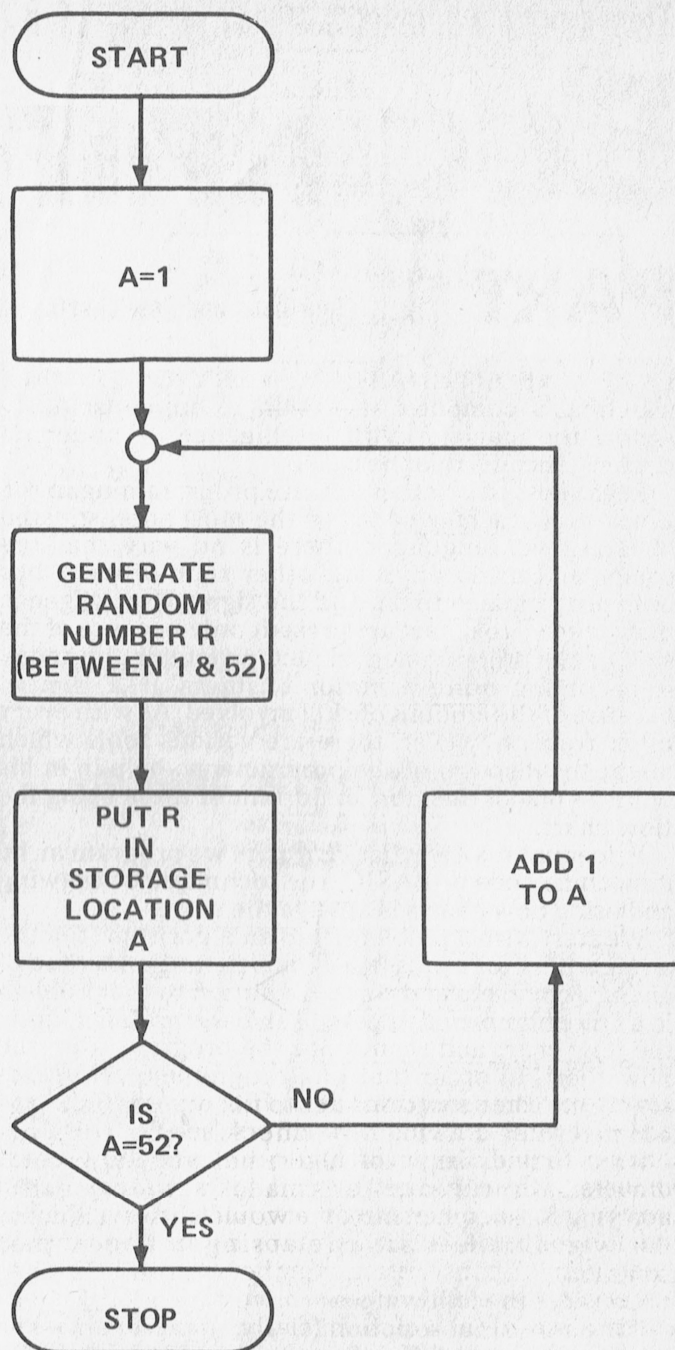 START
A=1
GENERATE
RANDOM
NUMBER R
(BETWEEN 1 & 52)
PUT R
IN
STORAGE
LOCATION
A
ADD 1
TO A
IS
A=52?
NO
YES
STOP